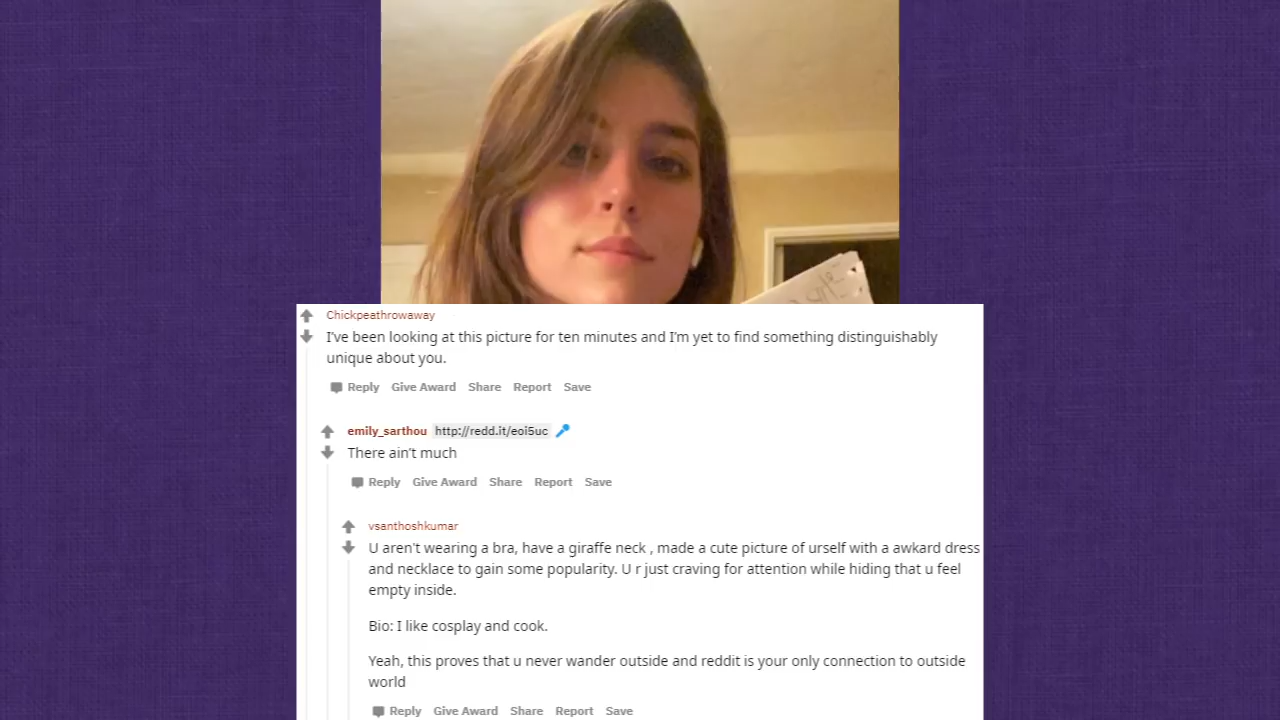 Chickpeathrowaway
I've been looking at this picture for ten minutes and I'm yet to find something distinguishably
unique about you.
Reply Give Award Share Report Save
emily_sarthou http://redd.it/eoi5uc
There ain't much
Reply Give Award Share Report Save
vsanthoshkumar
U aren't wearing a bra, have a giraffe neck , made a cute picture of urself with a awkard dress
and necklace to gain some popularity. U r just craving for attention while hiding that u feel
empty inside.
Bio: I like cosplay and cook.
Yeah, this proves that u never wander outside and reddit is your only connection to outside
world
Reply Give Award Share Report Save